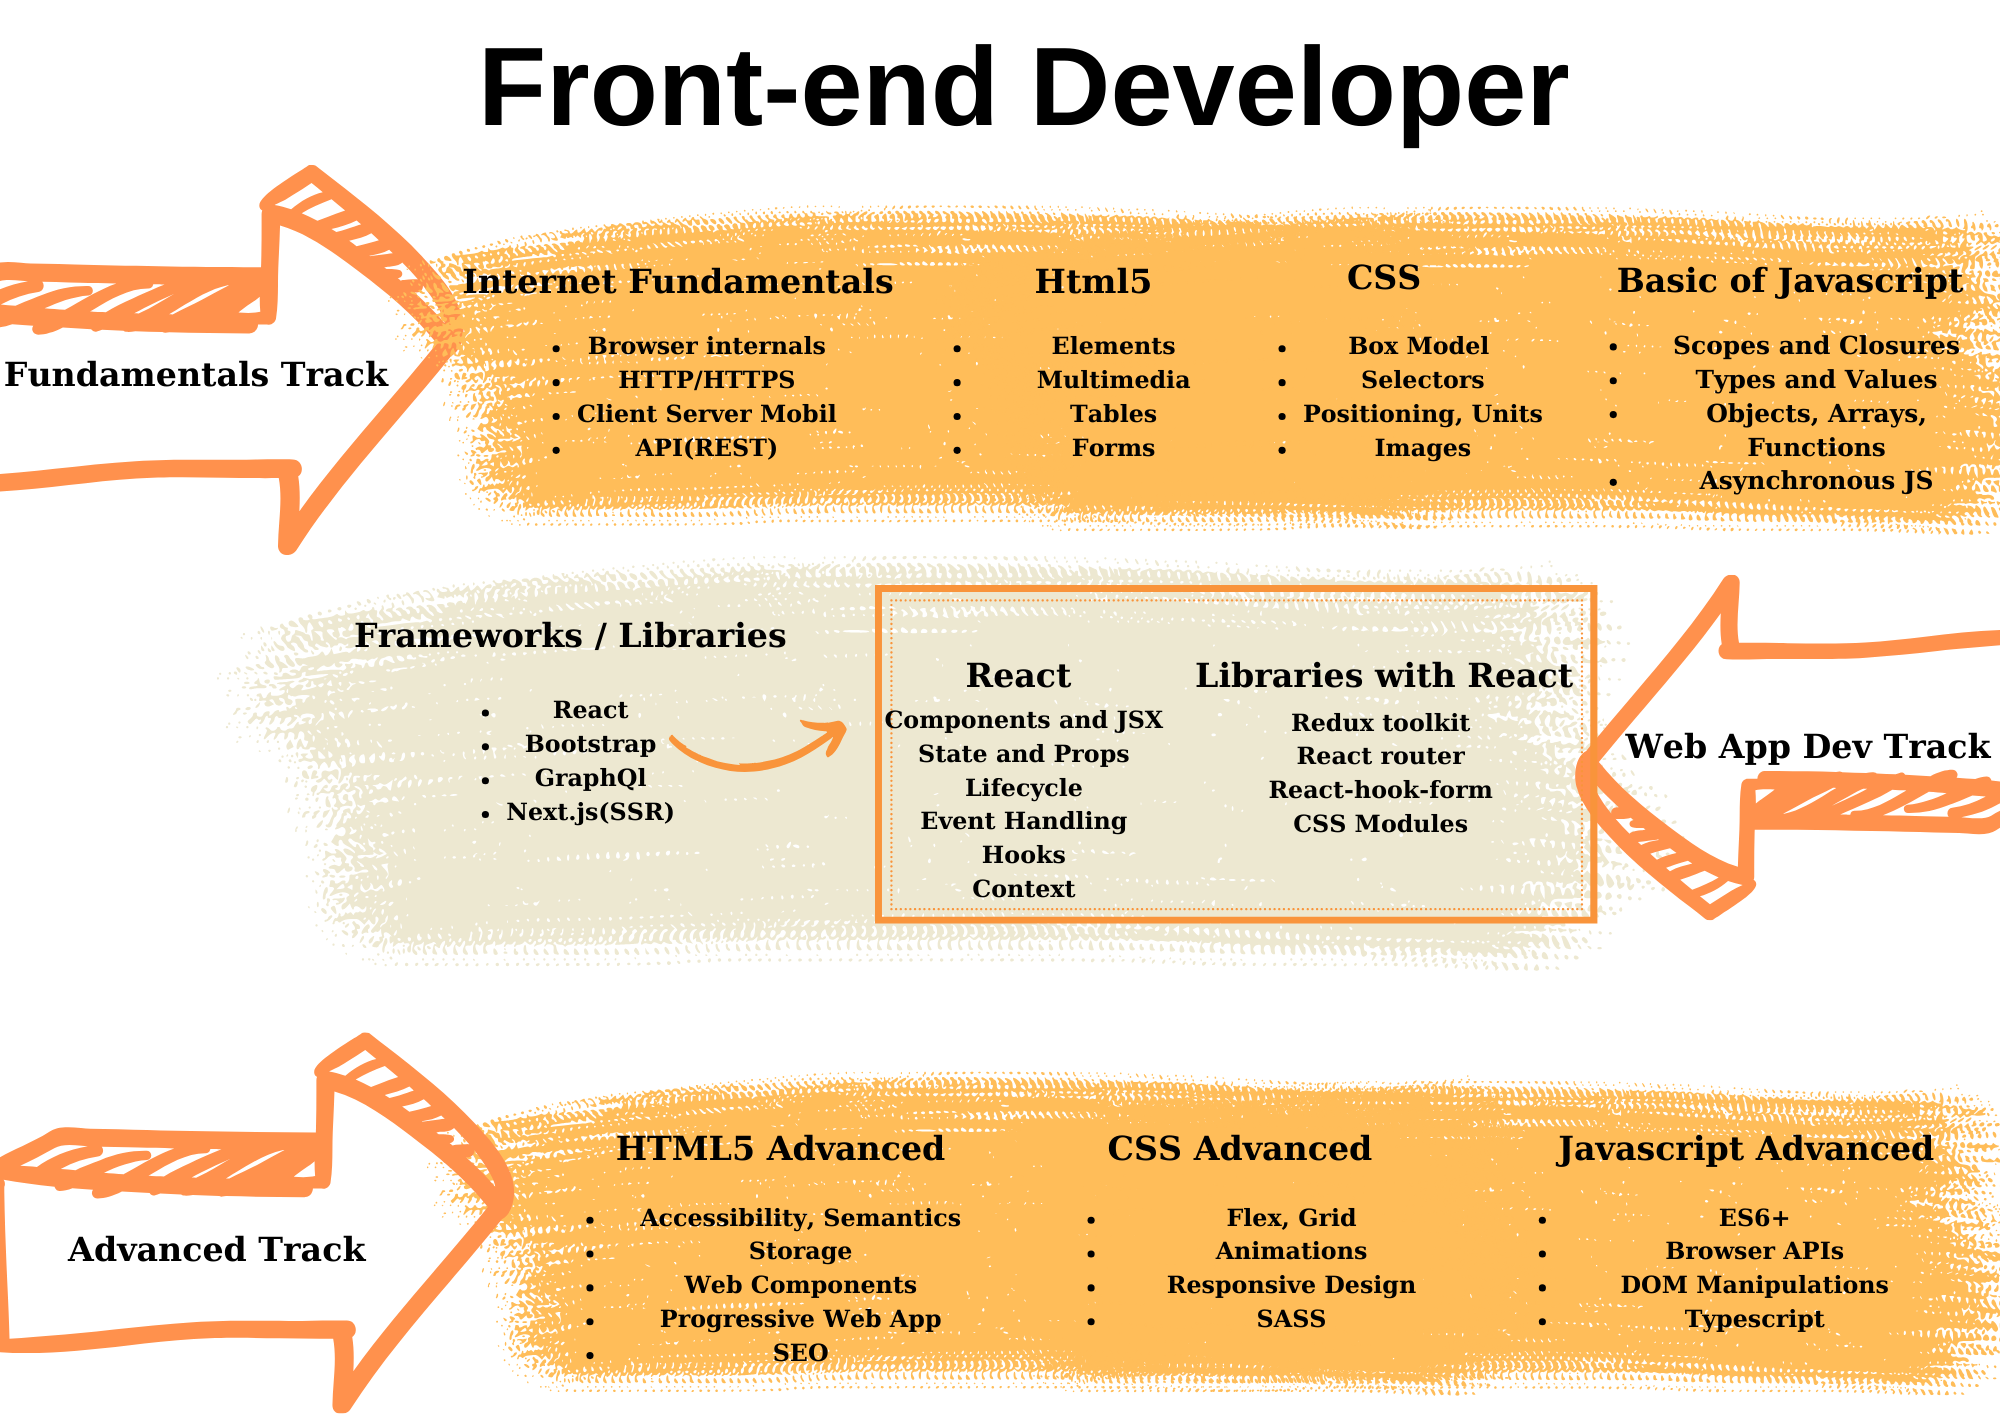 Front-end Developer
Fundamentals Track
Internet Fundamentals
Browser internals
HTTP/HTTPS
Client Server Mobil
API(REST)
Html5
Elements
Multimedia
Tables
Forms
CSS
Box Model
Selectors
Positioning, Units
Images
Basic of Javascript
Scopes and Closures
Types and Values
Objects, Arrays,
Functions
Asynchronous JS
Frameworks / Libraries
React
Bootstrap
GraphQl
Next.js(SSR)
React
Components and JSX
State and Props
Lifecycle
Event Handling
Hooks
Context
Libraries with React
Redux toolkit
React router
React-hook-form
CSS Modules
Web App Dev Track
Advanced Track
HTML5 Advanced
Accessibility, Semantics
Storage
Web Components
Progressive Web App
SEO
CSS Advanced
Flex, Grid
Animations
Responsive Design
SASS
Javascript Advanced
ES6+
Browser APIs
DOM Manipulations
Typescript